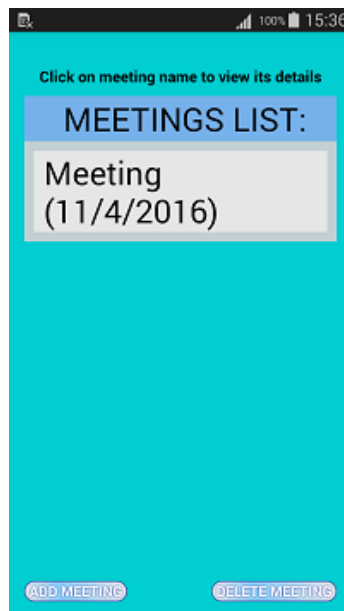 100% 15:36
Click on meeting name to view its details
MEETINGS LIST:
Meeting
(11/4/2016)
ADD MEETING DELETE MEETING